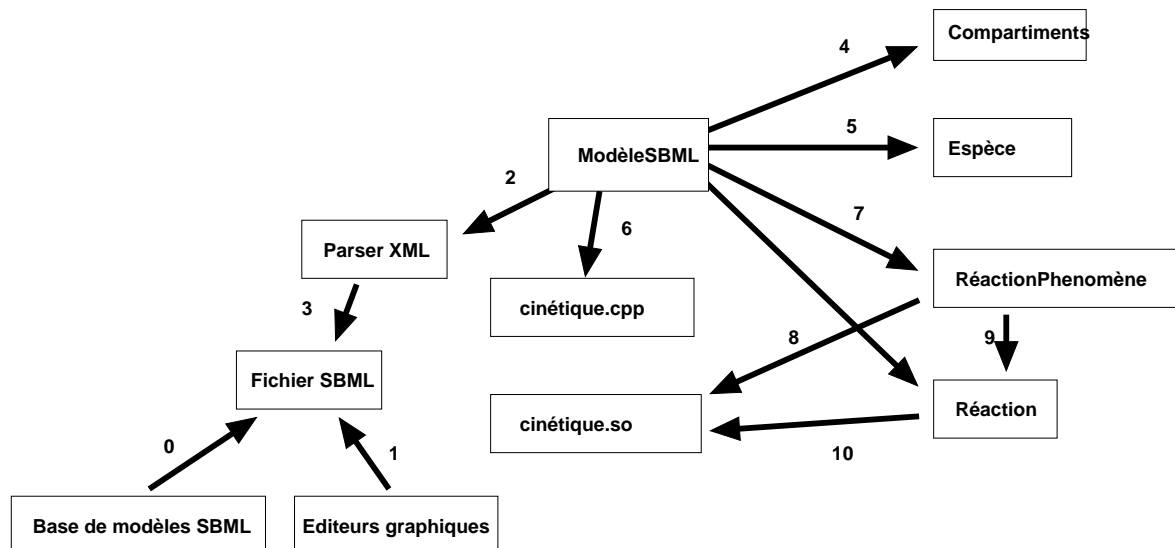 Compartiments
4
5
Espèce
ModèleSBML
2
7
6
Parser XML
RéactionPhenomène
cinétique.cpp
3
8
9
Fichier SBML
Réaction
cinétique.so
0
1
10
Base de modèles SBML
Editeurs graphiques